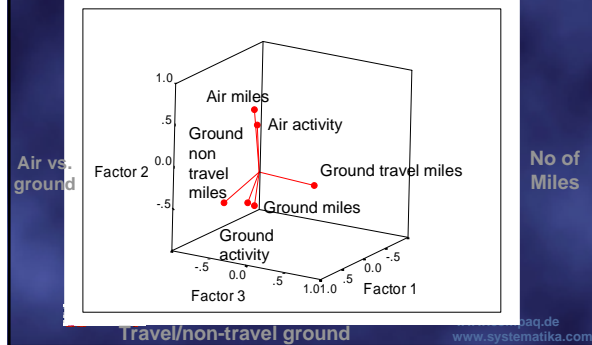 1.0
Air miles
.5
Air activity
Ground
non
travel
miles
Air vs.
ground
Factor 2
0.0
Ground travel miles
No of
Miles
-.5
Ground miles
Ground
activity
-.5
0.0
.5
1.01.0
.5
0.0
-.5
Factor 3
Factor 1
Travel/non-travel ground
www.systematika.com